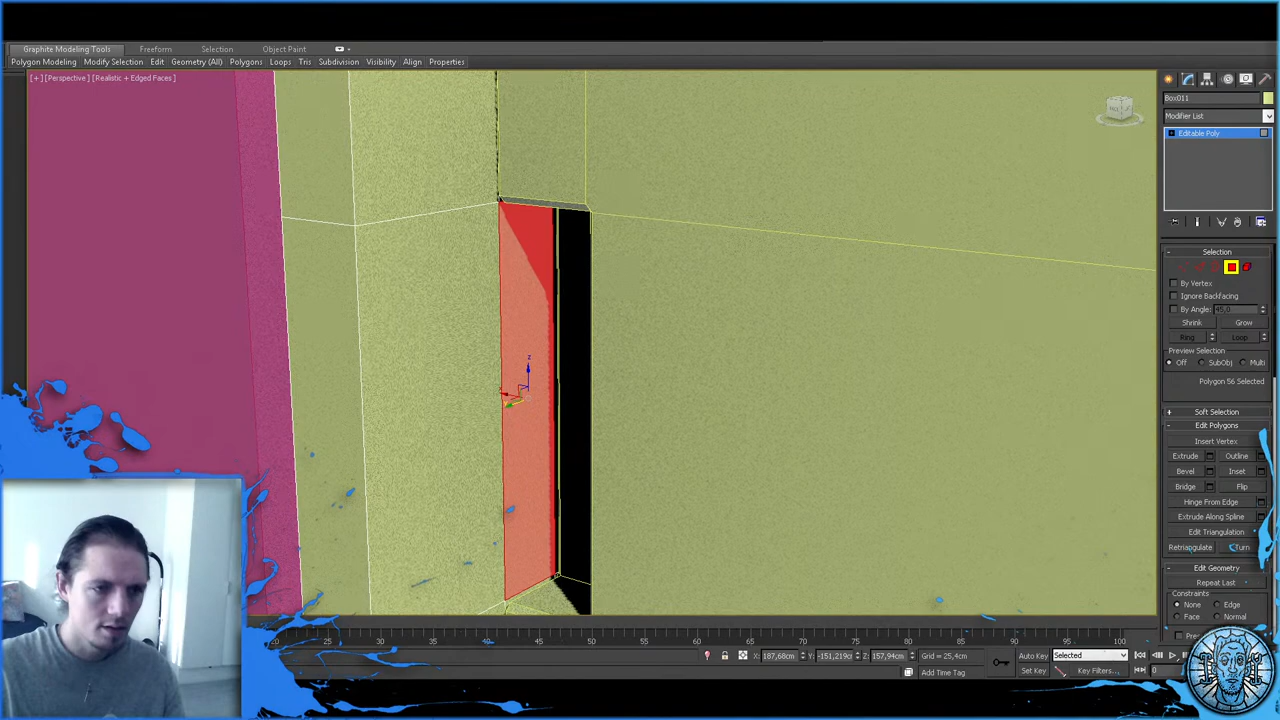 Graphite Modeling Tools Freeform Selection Object Paint
Polygon Modeling Modify Selection Edit Geometry (All) Polygons Loops Tris Subdivision Visibility Align Properties
[+] [Perspective] [Realistic + Edged Faces]
Box011
Modifier List
Editable Poly
Selection
By Vertex
Ignore Backfacing
By Angle:
Shrink Grow
Ring Loop
Preview Selection
Off SubObj Multi
Polygon 56 Selected
Soft Selection
Edit Polygons
Insert Vertex
Extrude Outline
Bevel Inset
Bridge Flip
Hinge From Edge
Extrude Along Spline
Edit Triangulation
Retriangulate Turn
Edit Geometry
Repeat Last
Constraints
None Edge
Face Normal
z
25 30 35 40 45 50 55 60 65 70 75 80 85 90 95 100
X: 187,68cm Y: -151,219c Z: 157,94cm Grid = 25,4cm Auto Key Selected
Add Time Tag Set Key Key Filters... 0